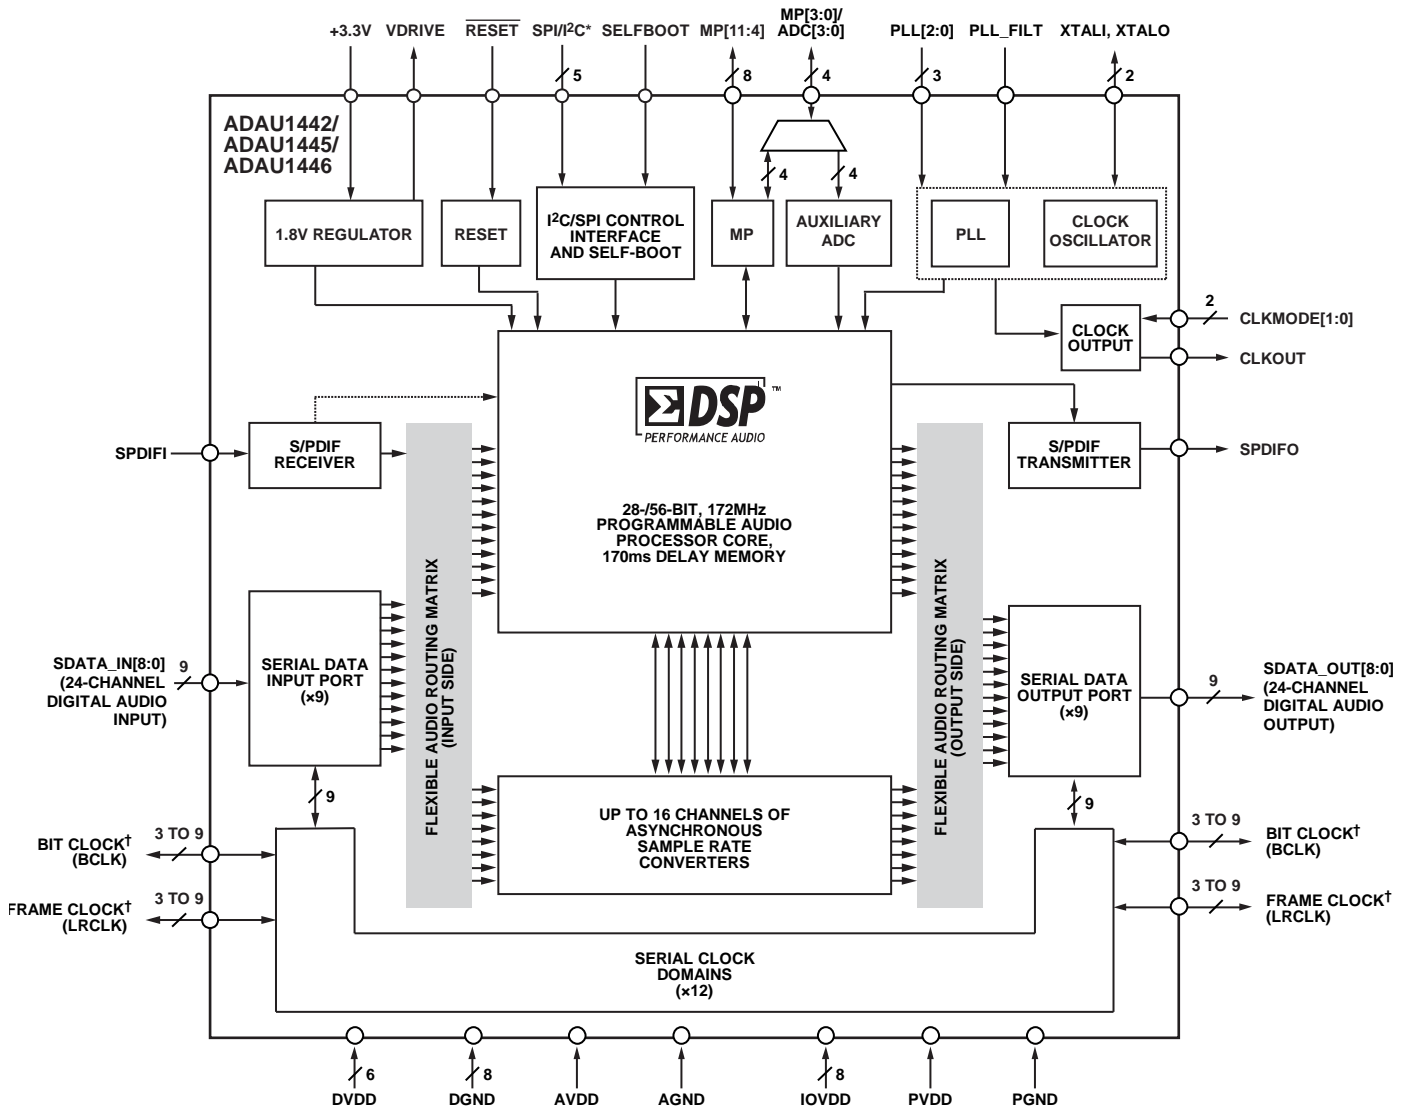 +3.3V VDRIVE RESET SPI/I2C* SELFBOOT MP[11:4] MP[3:0]/ ADC[3:0] PLL[2:0] PLL_FILT XTALI, XTALO
5 8 4 3 2
ADAU1442/
ADAU1445/
ADAU1446
4 4
1.8V REGULATOR
RESET
I2C/SPI CONTROL
INTERFACE
AND SELF-BOOT
MP
AUXILIARY
ADC
PLL
CLOCK
OSCILLATOR
CLOCK
OUTPUT
2
CLKMODE[1:0]
CLKOUT
ΣDSP™
PERFORMANCE AUDIO
28-/56-BIT, 172MHz
PROGRAMMABLE AUDIO
PROCESSOR CORE,
170ms DELAY MEMORY
SPDIFI
S/PDIF
RECEIVER
S/PDIF
TRANSMITTER
SPDIFO
FLEXIBLE AUDIO ROUTING MATRIX
(INPUT SIDE)
FLEXIBLE AUDIO ROUTING MATRIX
(OUTPUT SIDE)
SDATA_IN[8:0]
(24-CHANNEL
DIGITAL AUDIO
INPUT)
9
SERIAL DATA
INPUT PORT
(×9)
9
SERIAL DATA
OUTPUT PORT
(×9)
9
9
SDATA_OUT[8:0]
(24-CHANNEL
DIGITAL AUDIO
OUTPUT)
UP TO 16 CHANNELS OF
ASYNCHRONOUS
SAMPLE RATE
CONVERTERS
BIT CLOCK†
(BCLK)
3 TO 9
FRAME CLOCK†
(LRCLK)
3 TO 9
3 TO 9
BIT CLOCK†
(BCLK)
3 TO 9
FRAME CLOCK†
(LRCLK)
SERIAL CLOCK
DOMAINS
(×12)
6 8 8
DVDD DGND AVDD AGND IOVDD PVDD PGND